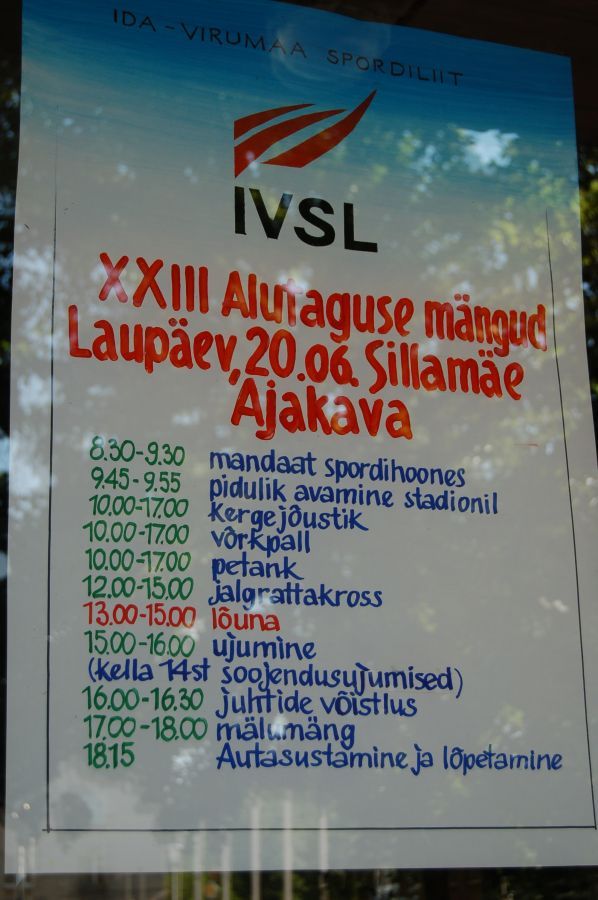 IDA-VIRUMAA SPORDILIIT
IVSL
XXIII Alutaguse mängud
Laupäev, 20.06. Sillamäe
Ajakava
8.30-9.30 mandaat spordihoones
9.45-9.55 pidulik avamine stadionil
10.00-17.00 kergejõustik
10.00-17.00 võrkpall
10.00-17.00 petank
12.00-15.00 jalgrattakross
13.00-15.00 lõuna
15.00-16.00 ujumine
(kella 14st soojendusujumised)
16.00-16.30 juhtide võistlus
17.00-18.00 mälumäng
18.15 Autasustamine ja lõpetamine